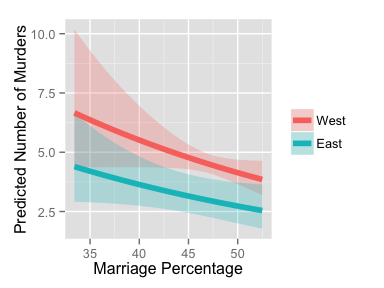 Predicted Number of Murders
10.0
7.5
5.0
2.5
35 40 45 50
Marriage Percentage
West
East